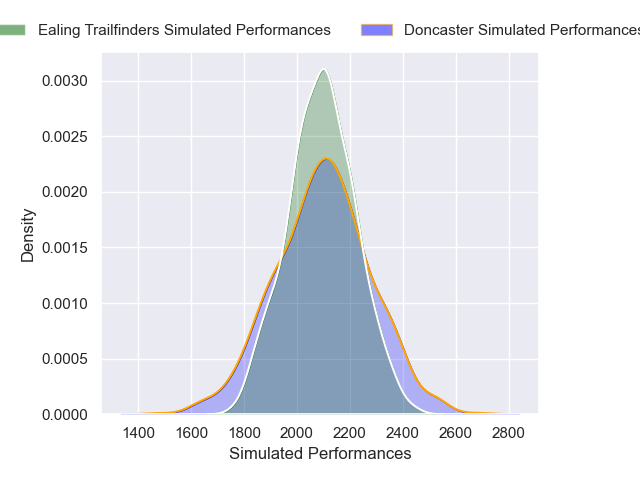 Ealing Trailfinders Simulated Performances
Doncaster Simulated Performances
0.0030
0.0025
0.0020
0.0015
0.0010
0.0005
0.0000
Density
1400 1600 1800 2000 2200 2400 2600 2800
Simulated Performances